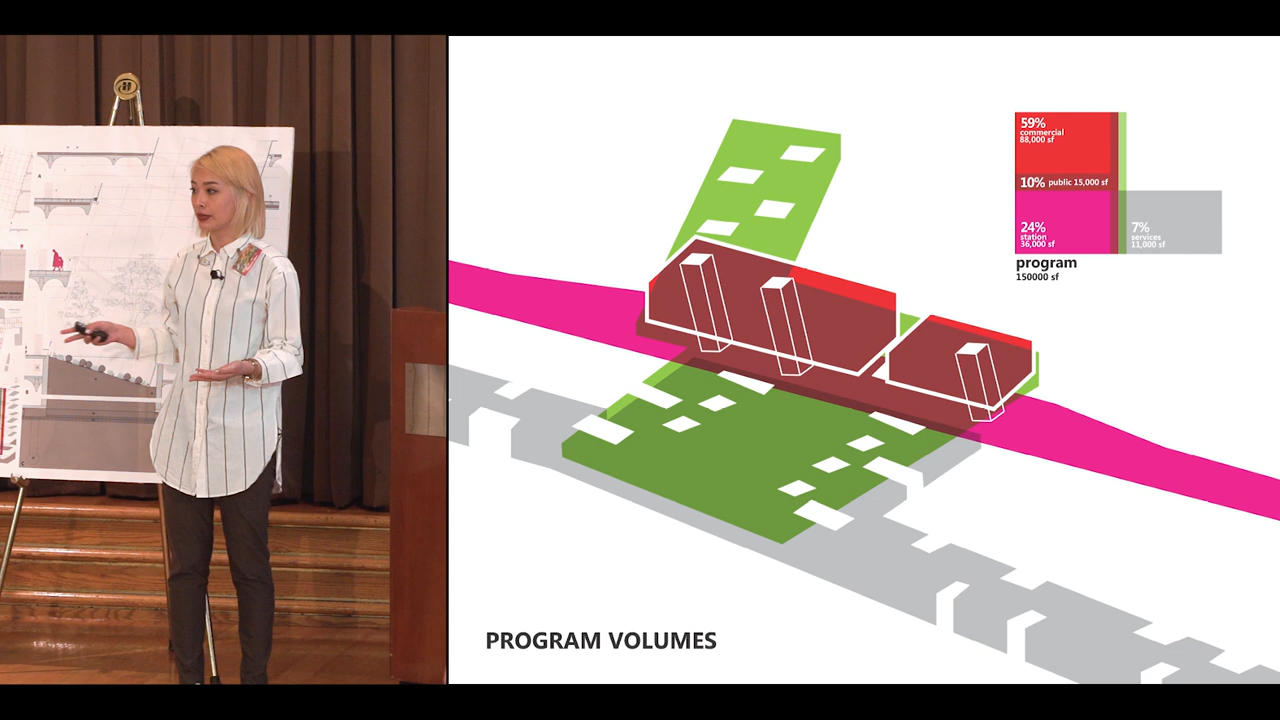 59%
commercial
88,000 sf
10% public 15,000 sf
24%
station
36,000 sf
7%
services
11,000 sf
program
150000 sf
PROGRAM VOLUMES